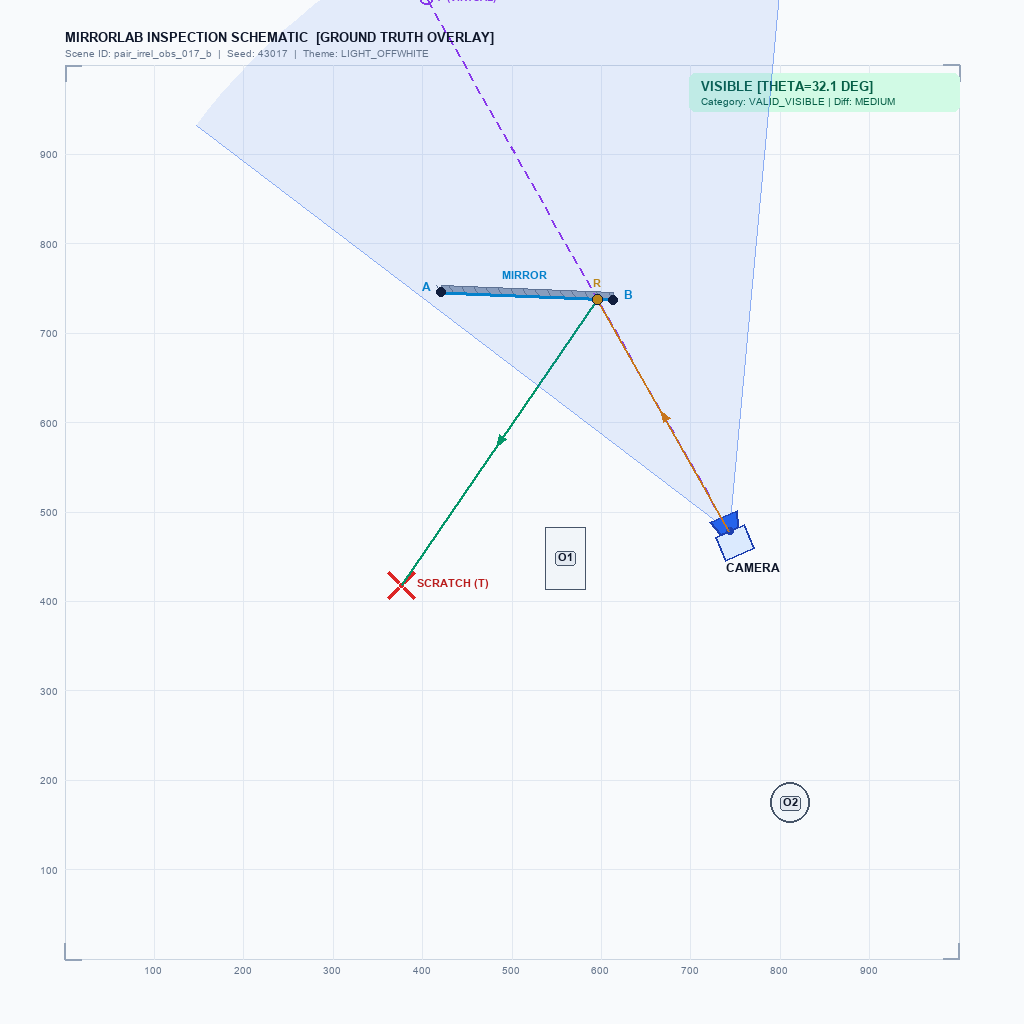 MIRRORLAB INSPECTION SCHEMATIC [GROUND TRUTH OVERLAY]
Scene ID: pair_irrel_obs_017_b | Seed: 43017 | Theme: LIGHT_OFFWHITE
VISIBLE [THETA=32.1 DEG]
Category: VALID_VISIBLE | Diff: MEDIUM
900
800
MIRROR
A
R
B
700
600
500
O1
CAMERA
SCRATCH (T)
400
300
200
O2
100
100 200 300 400 500 600 700 800 900